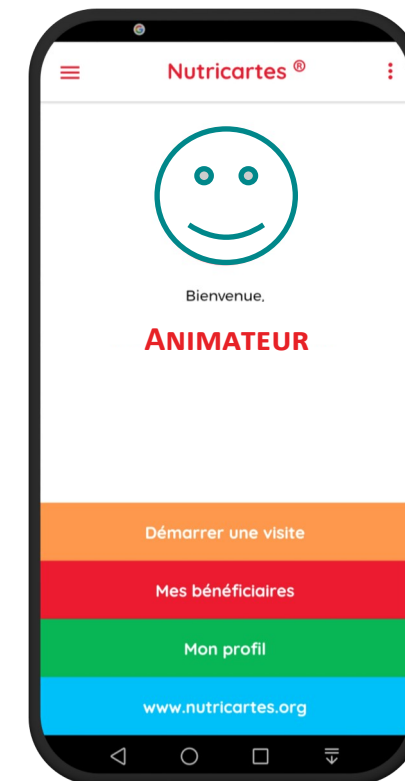 Nutricartes ®
Bienvenue,
ANIMATEUR
Démarrer une visite
Mes bénéficiaires
Mon profil
www.nutricartes.org